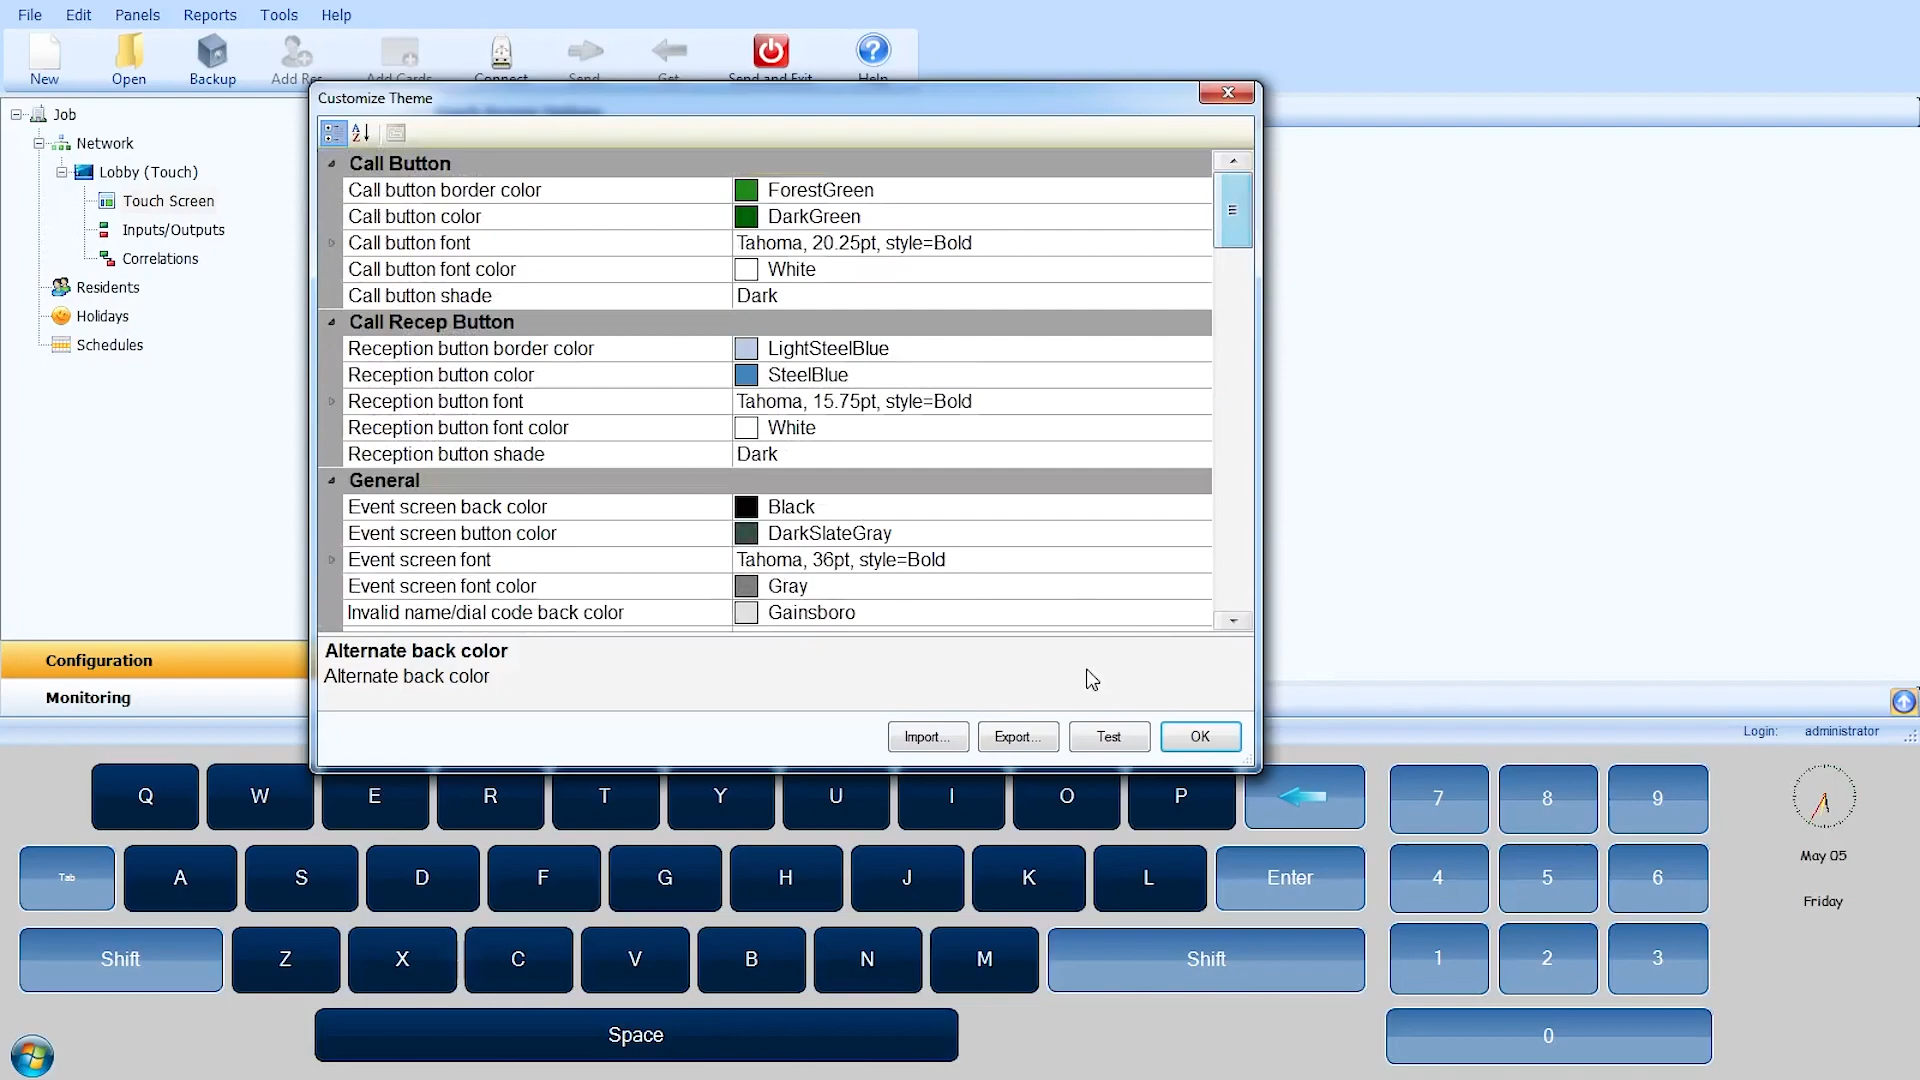 File Edit Panels Reports Tools Help
New Open Backup Add Res Add Cards Connect Send Get Send and Exit Help
Customize Theme
Job
Network
Lobby (Touch)
Touch Screen
Inputs/Outputs
Correlations
Residents
Holidays
Schedules
Configuration
Monitoring
Call Button
Call button border color ForestGreen
Call button color DarkGreen
Call button font Tahoma, 20.25pt, style=Bold
Call button font color White
Call button shade Dark
Call Recep Button
Reception button border color LightSteelBlue
Reception button color SteelBlue
Reception button font Tahoma, 15.75pt, style=Bold
Reception button font color White
Reception button shade Dark
General
Event screen back color Black
Event screen button color DarkSlateGray
Event screen font Tahoma, 36pt, style=Bold
Event screen font color Gray
Invalid name/dial code back color Gainsboro
Alternate back color
Alternate back color
Import... Export... Test OK
Login: administrator
Q W E R T Y U I O P 7 8 9
Tab A S D F G H J K L Enter 4 5 6
Shift Z X C V B N M Shift 1 2 3
Space 0
May 05
Friday